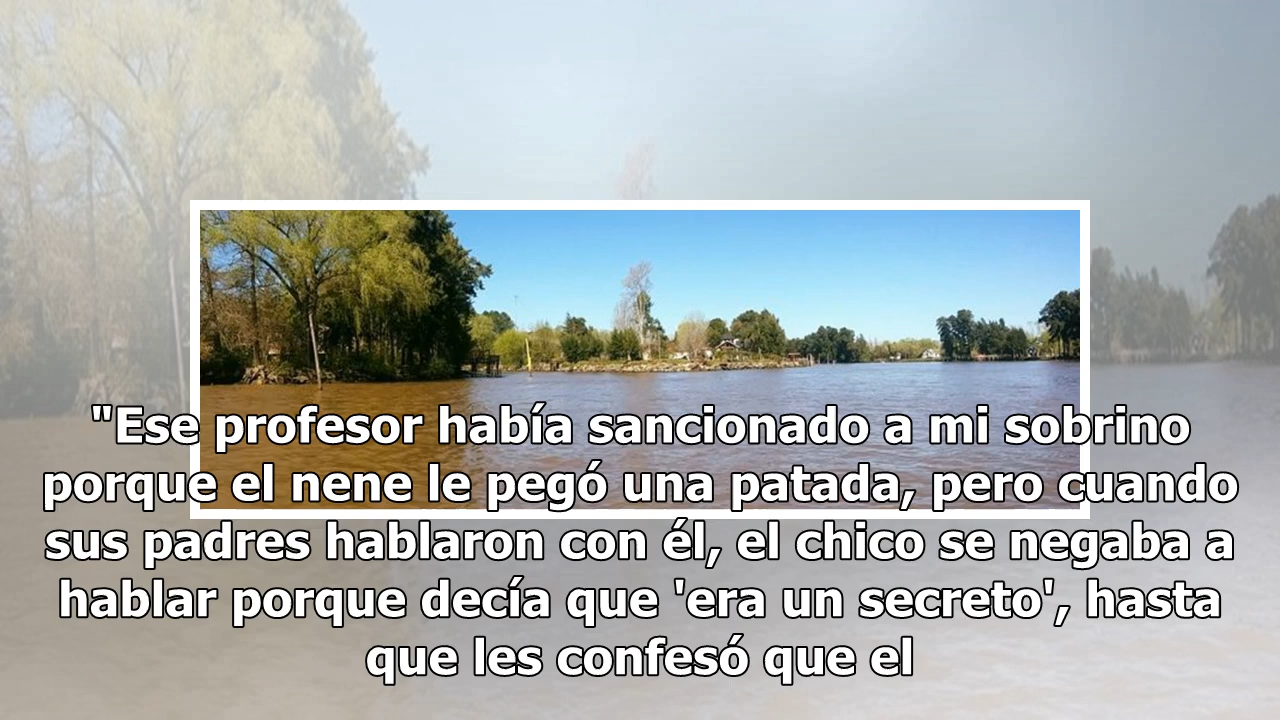 "Ese profesor había sancionado a mi sobrino
porque el nene le pegó una patada, pero cuando
sus padres hablaron con él, el chico se negaba a
hablar porque decía que 'era un secreto', hasta
que les confesó que el